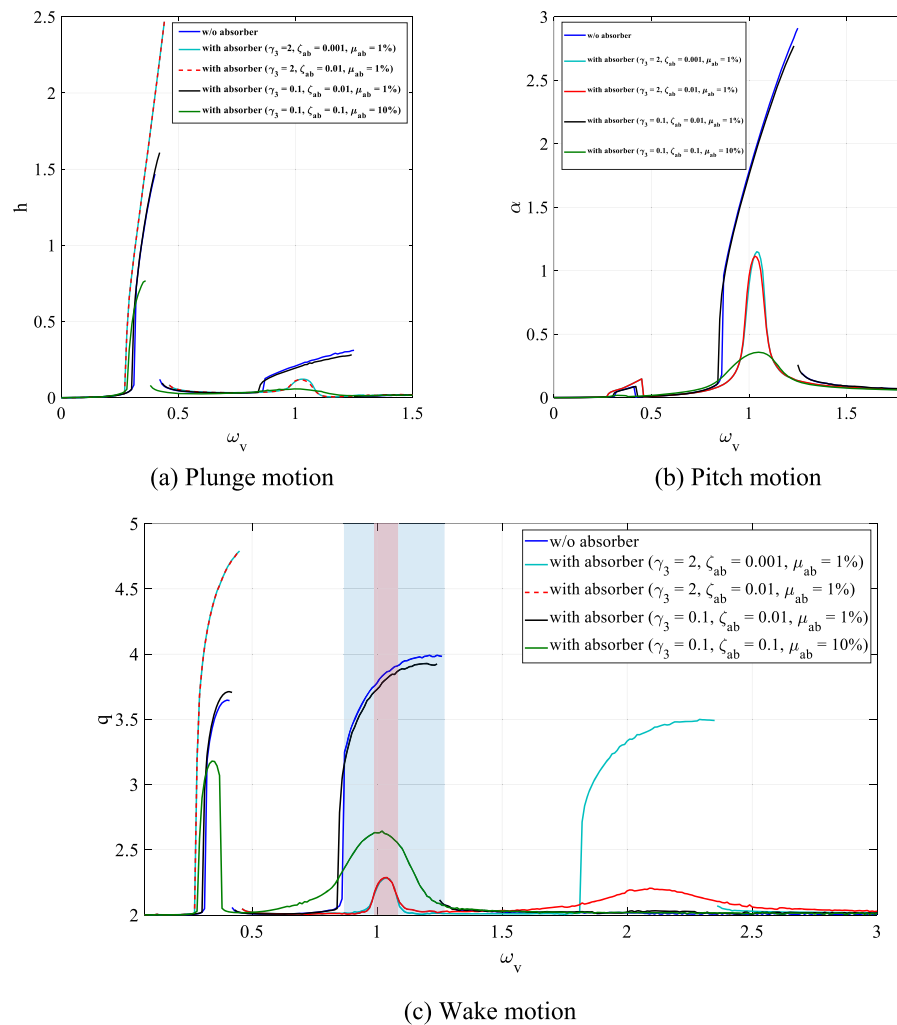 2.5
2
1.5
1
0.5
0
h
0
0.5
1
1.5
ω_v
w/o absorber
with absorber (γ_3 =2, ζ_ab = 0.001, μ_ab = 1%)
with absorber (γ_3 = 2, ζ_ab = 0.01, μ_ab = 1%)
with absorber (γ_3 = 0.1, ζ_ab = 0.01, μ_ab = 1%)
with absorber (γ_3 = 0.1, ζ_ab = 0.1, μ_ab = 10%)
(a) Plunge motion
3
2.5
2
1.5
1
0.5
0
α
0
0.5
1
1.5
ω_v
w/o absorber
with absorber (γ_3 = 2, ζ_ab = 0.001, μ_ab = 1%)
with absorber (γ_3 = 2, ζ_ab = 0.01, μ_ab = 1%)
with absorber (γ_3 = 0.1, ζ_ab = 0.01, μ_ab = 1%)
with absorber (γ_3 = 0.1, ζ_ab = 0.1, μ_ab = 10%)
(b) Pitch motion
5
4.5
4
3.5
3
2.5
2
q
0.5
1
1.5
2
2.5
3
ω_v
w/o absorber
with absorber (γ_3 = 2, ζ_ab = 0.001, μ_ab = 1%)
with absorber (γ_3 = 2, ζ_ab = 0.01, μ_ab = 1%)
with absorber (γ_3 = 0.1, ζ_ab = 0.01, μ_ab = 1%)
with absorber (γ_3 = 0.1, ζ_ab = 0.1, μ_ab = 10%)
(c) Wake motion